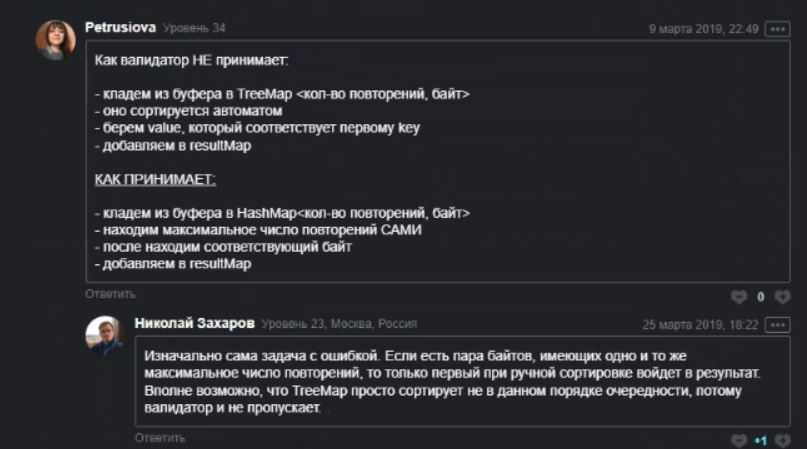 Petrusiova Уровень 34
9 марта 2019, 22:49
Как валидатор НЕ принимает:
- кладем из буфера в TreeMap <кол-во повторений, байт>
- оно сортируется автоматом
- берем value, который соответствует первому key
- добавляем в resultMap
КАК ПРИНИМАЕТ:
- кладем из буфера в HashMap<кол-во повторений, байт>
- находим максимальное число повторений САМИ
- после находим соответствующий байт
- добавляем в resultMap
Ответить
0
Николай Захаров Уровень 23, Москва, Россия
25 марта 2019, 18:22
Изначально сама задача с ошибкой. Если есть пара байтов, имеющих одно и то же
максимальное число повторений, то только первый при ручной сортировке войдет в результат.
Вполне возможно, что TreeMap просто сортирует не в данном порядке очередности, потому
валидатор и не пропускает.
Ответить
+1